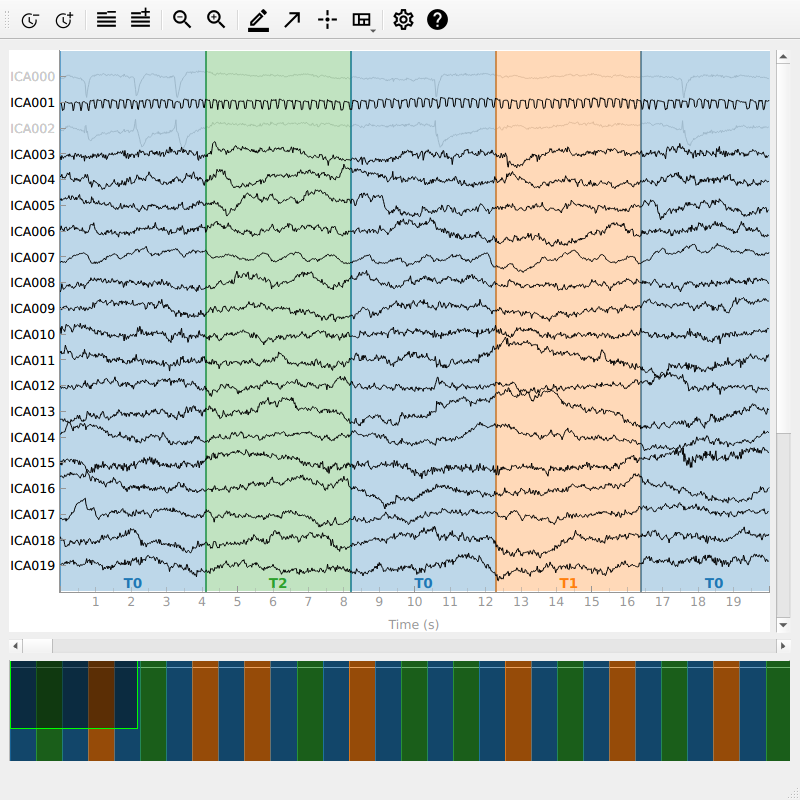 ICA000
ICA001
ICA002
ICA003
ICA004
ICA005
ICA006
ICA007
ICA008
ICA009
ICA010
ICA011
ICA012
ICA013
ICA014
ICA015
ICA016
ICA017
ICA018
ICA019
T0 T2 T0 T1 T0
1 2 3 4 5 6 7 8 9 10 11 12 13 14 15 16 17 18 19
Time (s)